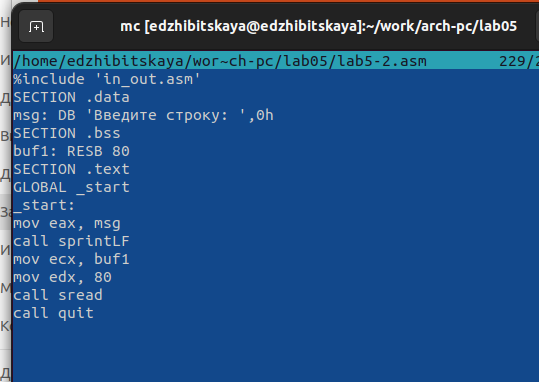 mc [edzhibitskaya@edzhibitskaya]:~/work/arch-pc/lab05
/home/edzhibitskaya/wor~ch-pc/lab05/lab5-2.asm 229/2
%include 'in_out.asm'
SECTION .data
msg: DB 'Введите строку: ',0h
SECTION .bss
buf1: RESB 80
SECTION .text
GLOBAL _start
_start:
mov eax, msg
call sprintLF
mov ecx, buf1
mov edx, 80
call sread
call quit